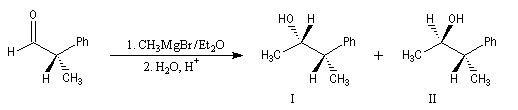 O
H
Ph
H
CH₃
1. CH₃MgBr/Et₂O
2. H₂O, H⁺
HO
H
H₃C
Ph
H
CH₃
I
+
H
OH
H₃C
Ph
H
CH₃
II